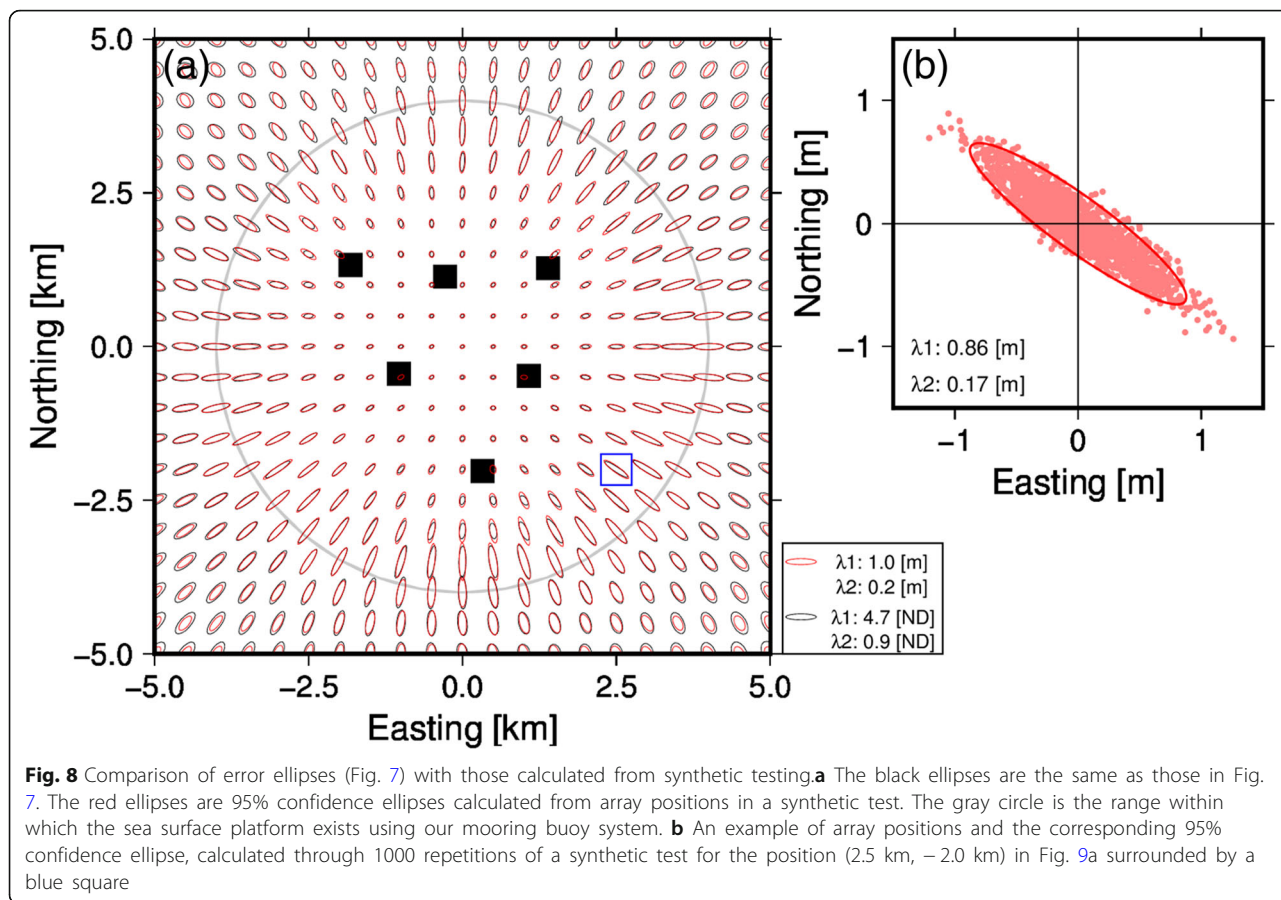 (a)
5.0
2.5
0.0
−2.5
−5.0
Northing [km]
−5.0 −2.5 0.0 2.5 5.0
Easting [km]
(b)
1
0
−1
Northing [m]
λ1: 0.86 [m]
λ2: 0.17 [m]
−1 0 1
Easting [m]
λ1: 1.0 [m]
λ2: 0.2 [m]
λ1: 4.7 [ND]
λ2: 0.9 [ND]
Fig. 8 Comparison of error ellipses (Fig. 7) with those calculated from synthetic testing.a The black ellipses are the same as those in Fig.
7. The red ellipses are 95% confidence ellipses calculated from array positions in a synthetic test. The gray circle is the range within
which the sea surface platform exists using our mooring buoy system. b An example of array positions and the corresponding 95%
confidence ellipse, calculated through 1000 repetitions of a synthetic test for the position (2.5 km, − 2.0 km) in Fig. 9a surrounded by a
blue square